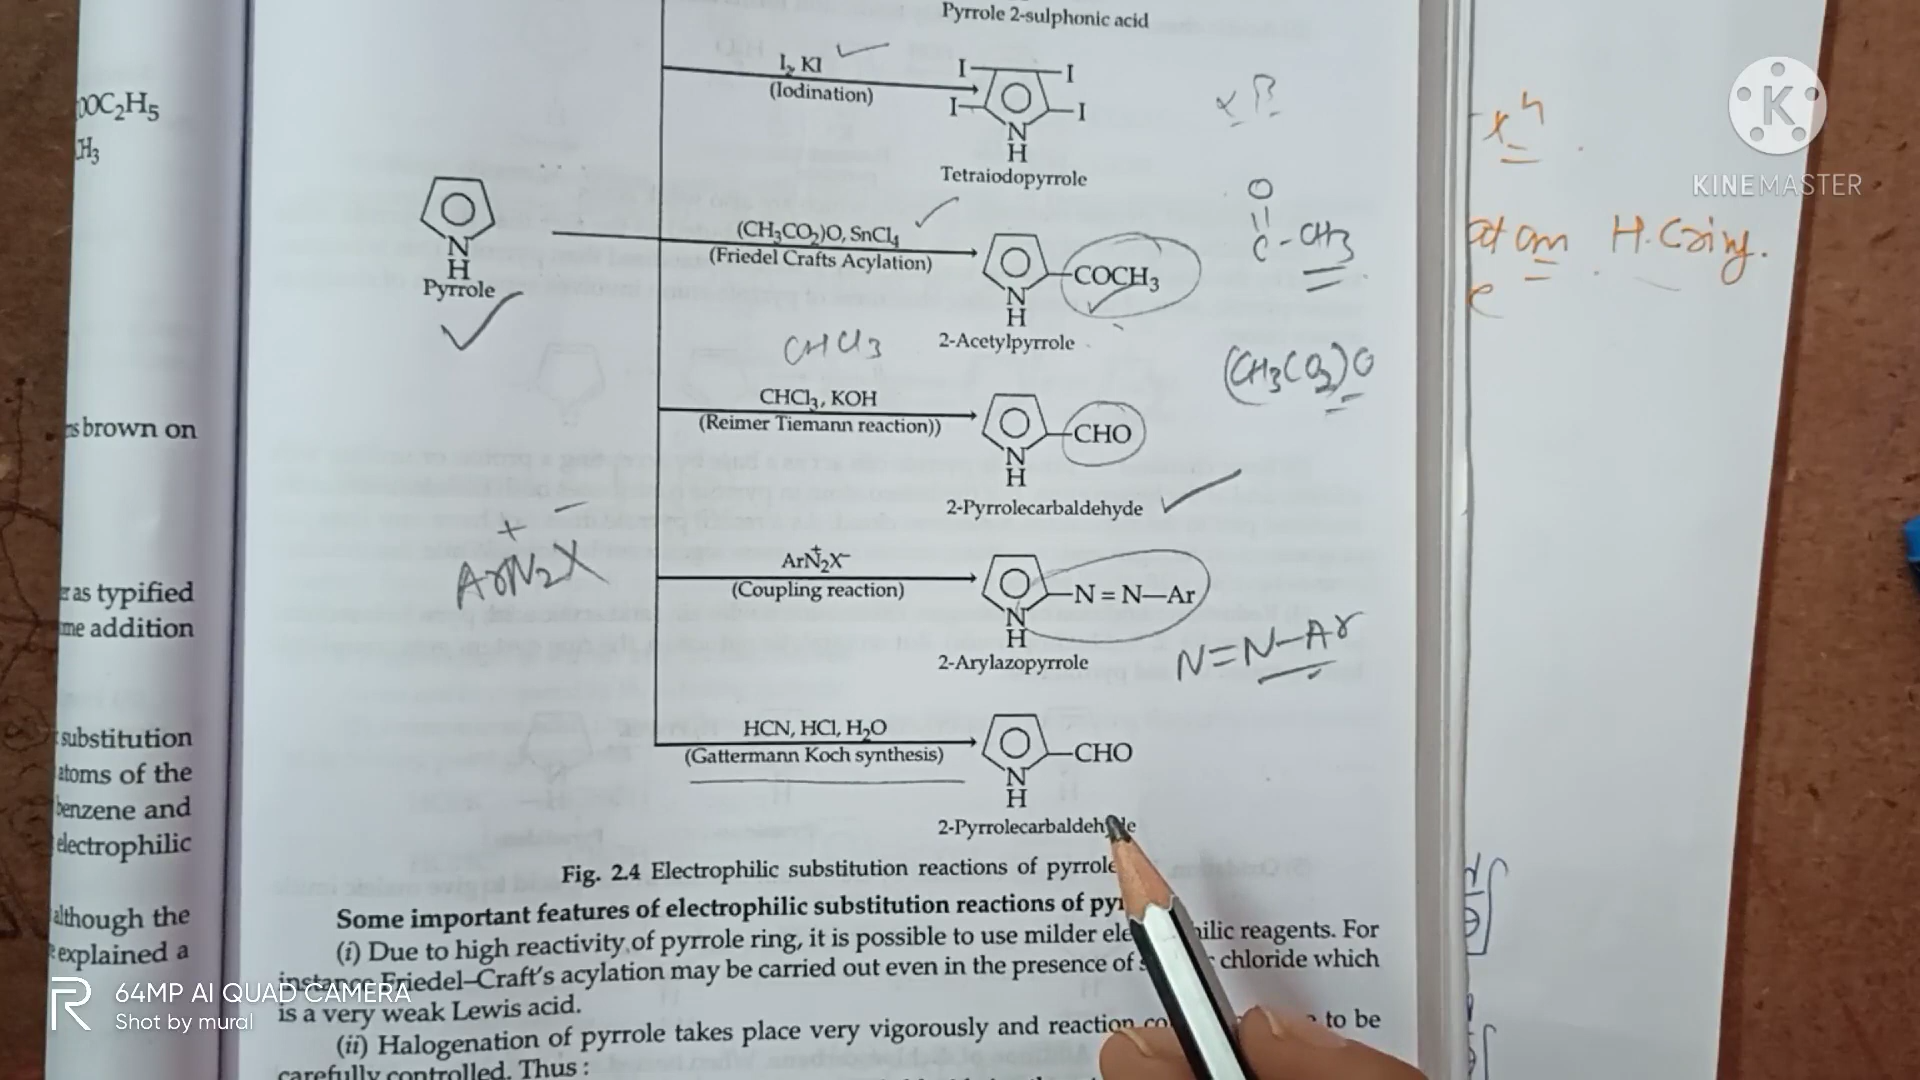 Pyrrole 2-sulphonic acid
I₂, KI
(Iodination)
I I
I I
N
H
Tetraiodopyrrole
α β
x n
KINEMASTER
OC₂H₅
H₃
N
H
Pyrrole
(CH₃CO₂)O, SnCl₄
(Friedel Crafts Acylation)
COCH₃
N
H
2-Acetylpyrrole
O
C-CH₃
CHCl₃
(CH₃CO₂)O
CHCl₃, KOH
(Reimer Tiemann reaction))
CHO
N
H
2-Pyrrolecarbaldehyde
brown on
ArN₂X
+ −
ArN₂⁺X⁻
(Coupling reaction)
N = N—Ar
N
H
2-Arylazopyrrole
N=N-Ar
as typified
addition
HCN, HCl, H₂O
(Gattermann Koch synthesis)
CHO
N
H
substitution
atoms of the
benzene and
electrophilic
although the
explained a
Fig. 2.4 Electrophilic substitution reactions of pyrrole
Some important features of electrophilic substitution reactions of
(i) Due to high reactivity of pyrrole ring, it is possible to use milder reagents. For
instance Friedel–Craft's acylation may be carried out even in the presence of chloride which
is a very weak Lewis acid.
(ii) Halogenation of pyrrole takes place very vigorously and reaction to be
carefully controlled. Thus :
64MP AI QUAD CAMERA
Shot by mural